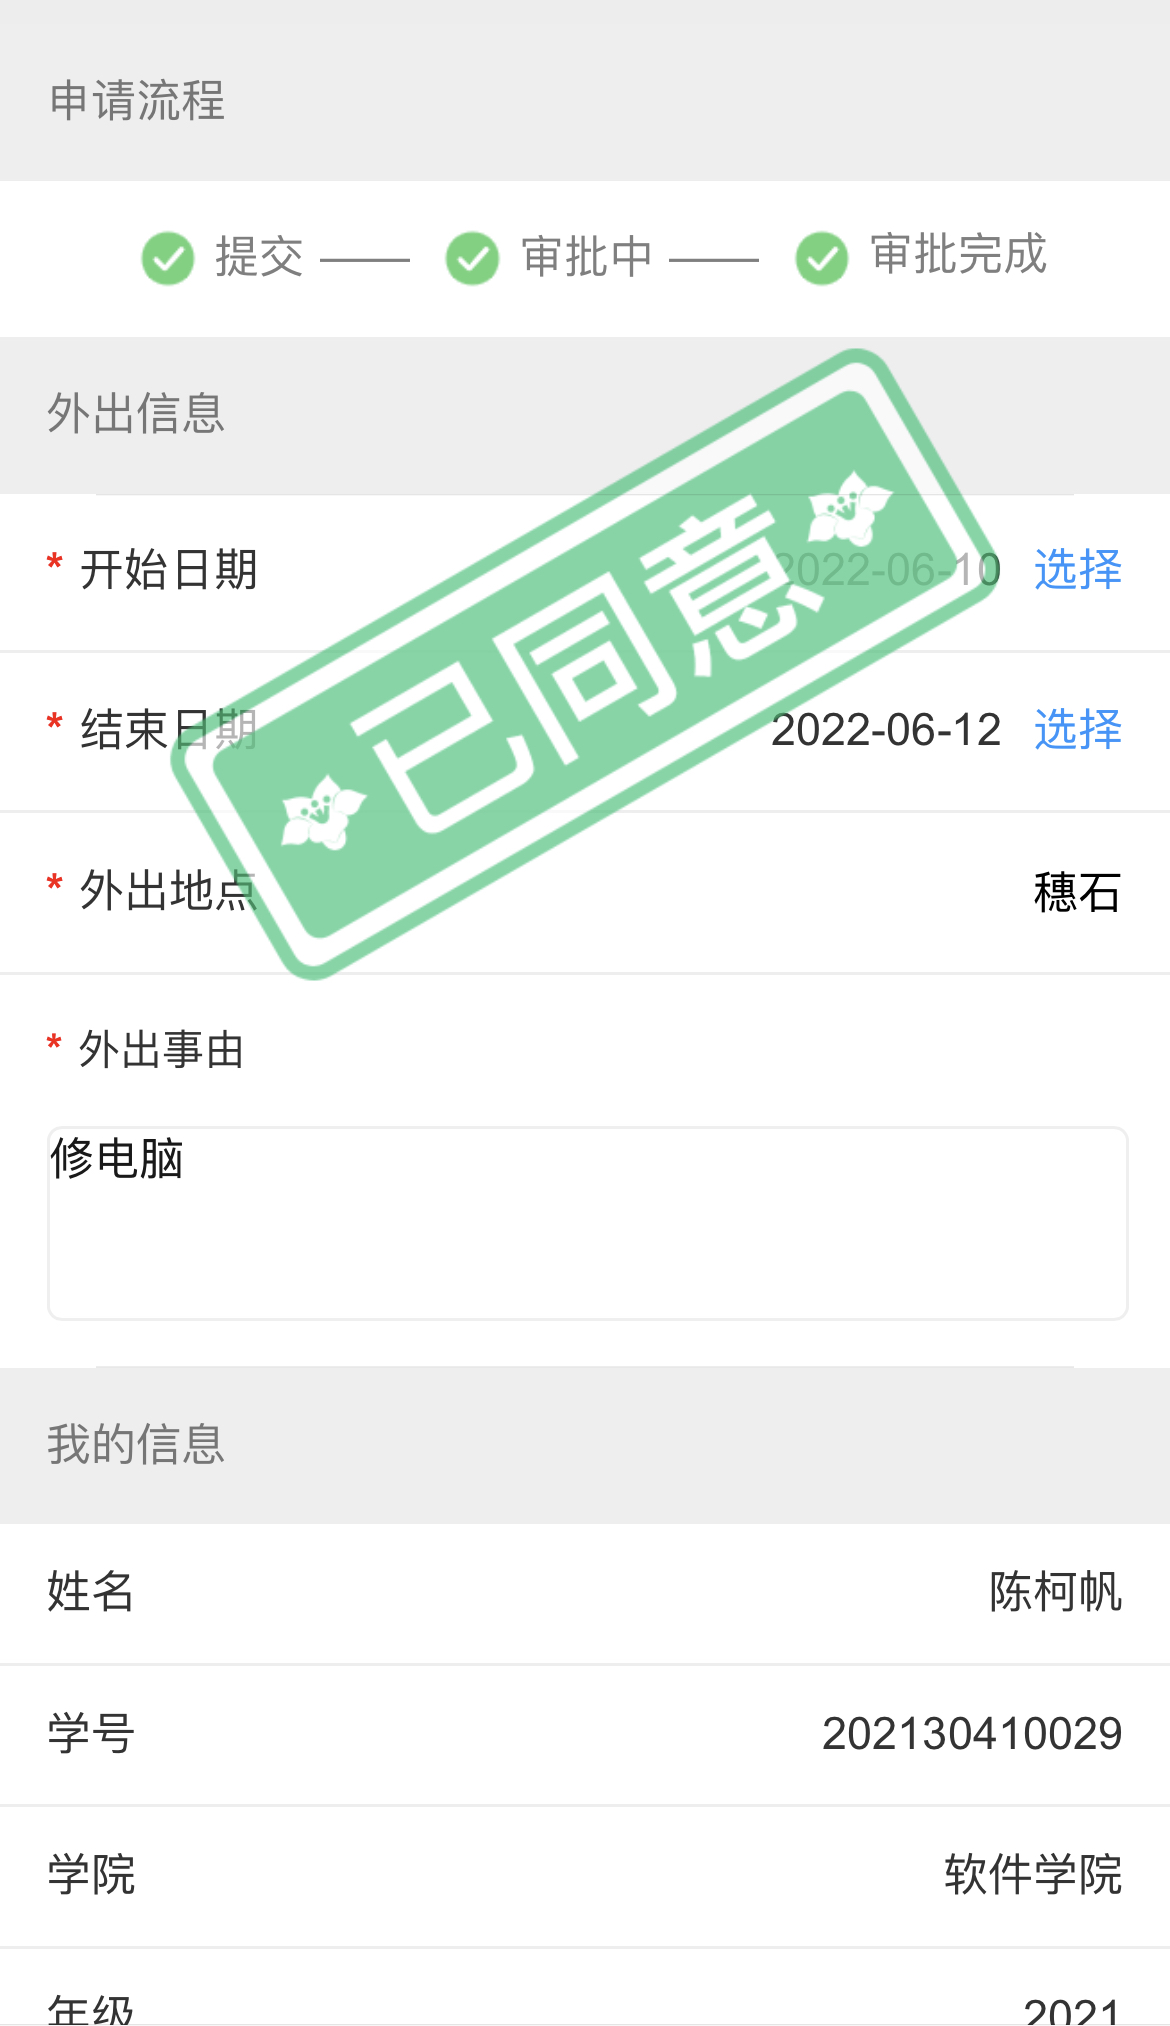 申请流程
提交 审批中 审批完成
外出信息
* 开始日期 2022-06-10 选择
* 结束日期 2022-06-12 选择
已同意
* 外出地点 穗石
* 外出事由
修电脑
我的信息
姓名 陈柯帆
学号 202130410029
学院 软件学院
年级 2021